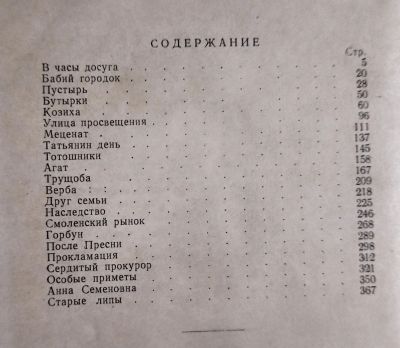 СОДЕРЖАНИЕ
Стр.
В часы досуга . . . . . . . . 5
Бабий городок . . . . . . . . 20
Пустырь . . . . . . . . 28
Бутырки . . . . . . . . 50
Козиха . . . . . . . . 60
Улица просвещения . . . . . . . . 96
Меценат . . . . . . . . 111
Татьянин день . . . . . . . . 137
Тотошники . . . . . . . . 145
Агат . . . . . . . . 158
Трущоба . . . . . . . . 167
Верба . . . . . . . . 209
Друг семьи . . . . . . . . 218
Наследство . . . . . . . . 225
Смоленский рынок . . . . . . . . 246
Горбун . . . . . . . . 268
После Пресни . . . . . . . . 289
Прокламация . . . . . . . . 298
Сердитый прокурор . . . . . . . . 312
Особые приметы . . . . . . . . 321
Анна Семеновна . . . . . . . . 350
Старые липы . . . . . . . . 367